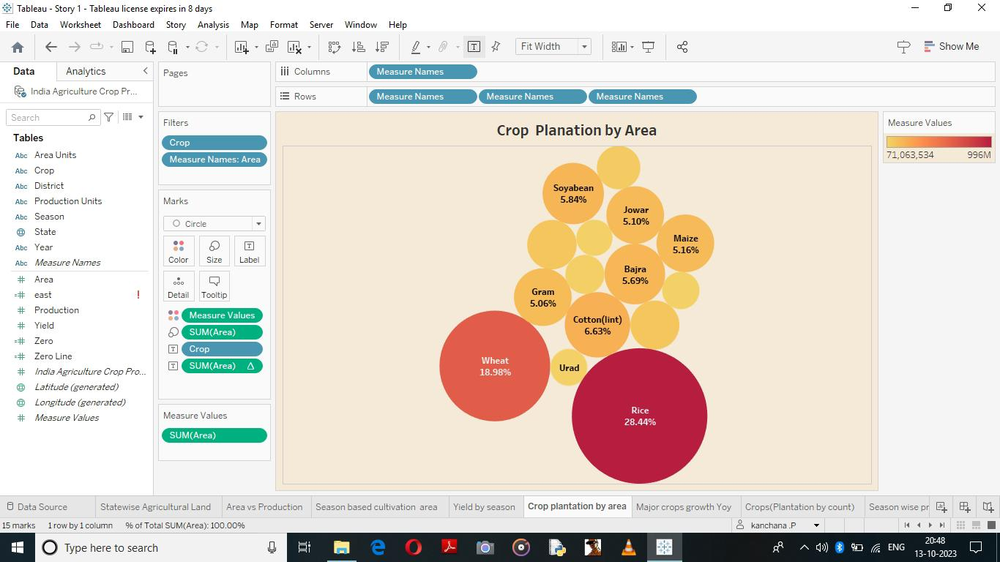 Tableau - Story 1 - Tableau license expires in 8 days
File Data Worksheet Dashboard Story Analysis Map Format Server Window Help
Fit Width
Show Me
Data Analytics
India Agriculture Crop Pr...
Search
Tables
Abc Area Units
Abc Crop
Abc District
Abc Production Units
Abc Season
State
Abc Year
Abc Measure Names
# Area
=# east !
# Production
# Yield
=# Zero
=# Zero Line
# India Agriculture Crop Pro...
Latitude (generated)
Longitude (generated)
# Measure Values
Pages
Filters
Crop
Measure Names: Area
Marks
Circle
Color Size Label
Detail Tooltip
Measure Values
SUM(Area)
Crop
SUM(Area) △
Measure Values
SUM(Area)
Columns Measure Names
Rows Measure Names Measure Names Measure Names
Crop Planation by Area
Soyabean
5.84%
Jowar
5.10%
Maize
5.16%
Bajra
5.69%
Gram
5.06%
Cotton(lint)
6.63%
Wheat
18.98%
Urad
Rice
28.44%
Measure Values
71,063,534 996M
Data Source Statewise Agricultural Land Area vs Production Season based cultivation area Yield by season Crop plantation by area Major crops growth Yoy Crops(Plantation by count) Season wise pr
15 marks 1 row by 1 column % of Total SUM(Area): 100.00% kanchana .P
Type here to search
ENG
20:48
13-10-2023